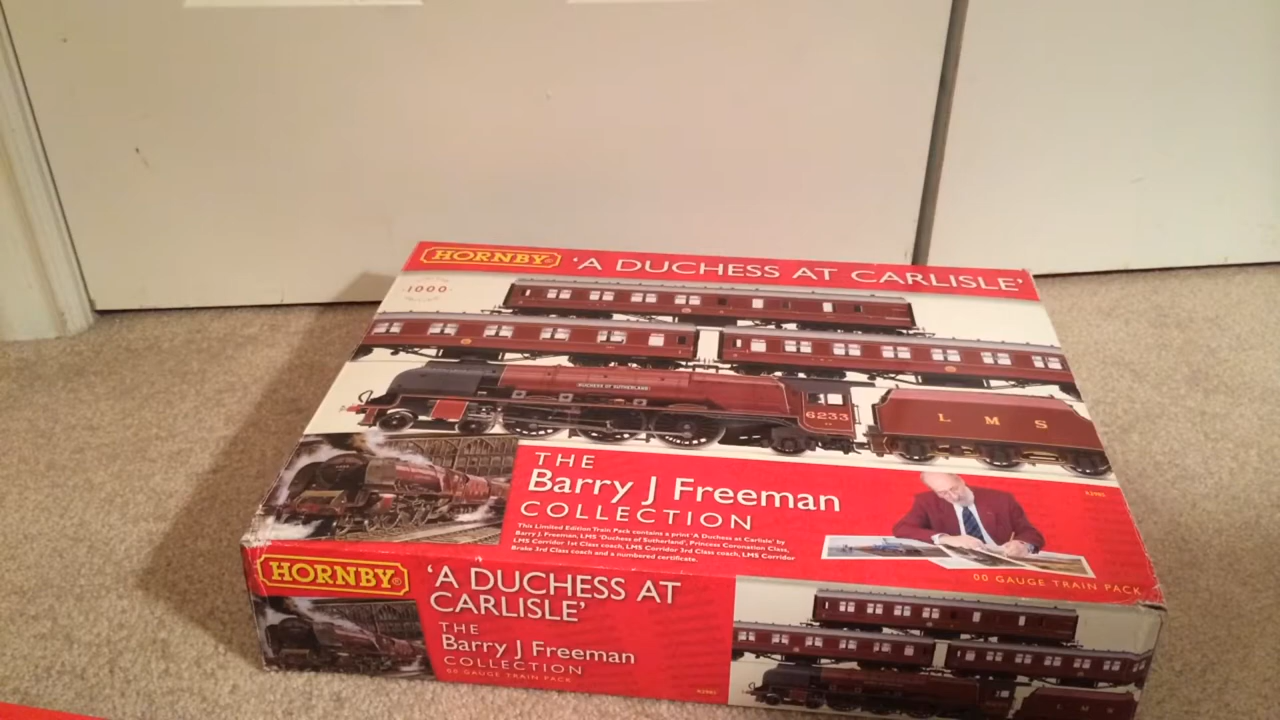 HORNBY®
'A DUCHESS AT CARLISLE'
1000
DUCHESS OF SUTHERLAND
6233
L M S
THE
Barry J Freeman
COLLECTION
This Limited Edition Train Pack contains a print 'A Duchess at Carlisle' by
Barry J. Freeman, LMS 'Duchess of Sutherland', Princess Coronation Class,
LMS Corridor 1st Class coach, LMS Corridor 3rd Class coach, LMS Corridor
Brake 3rd Class coach and a numbered certificate.
00 GAUGE TRAIN PACK
HORNBY®
'A DUCHESS AT
CARLISLE'
THE
Barry J Freeman
COLLECTION
00 GAUGE TRAIN PACK
L M S